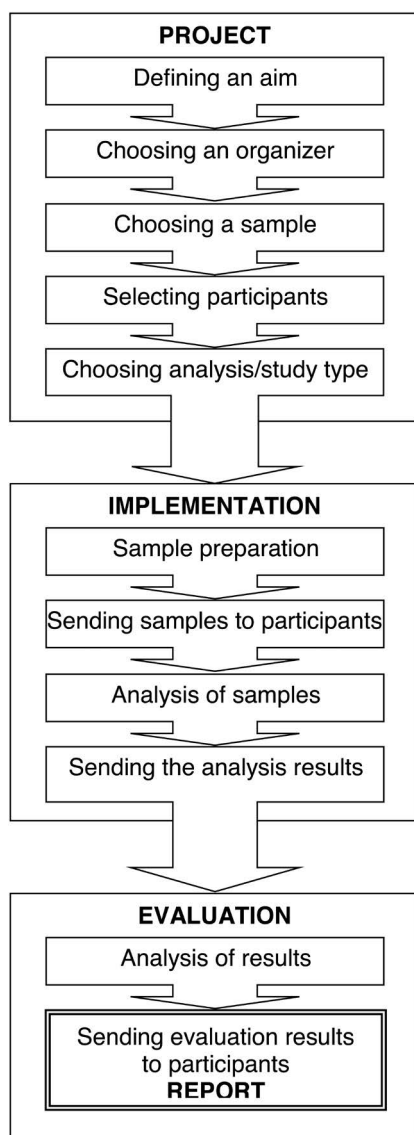 PROJECT
Defining an aim
Choosing an organizer
Choosing a sample
Selecting participants
Choosing analysis/study type
IMPLEMENTATION
Sample preparation
Sending samples to participants
Analysis of samples
Sending the analysis results
EVALUATION
Analysis of results
Sending evaluation results
to participants
REPORT